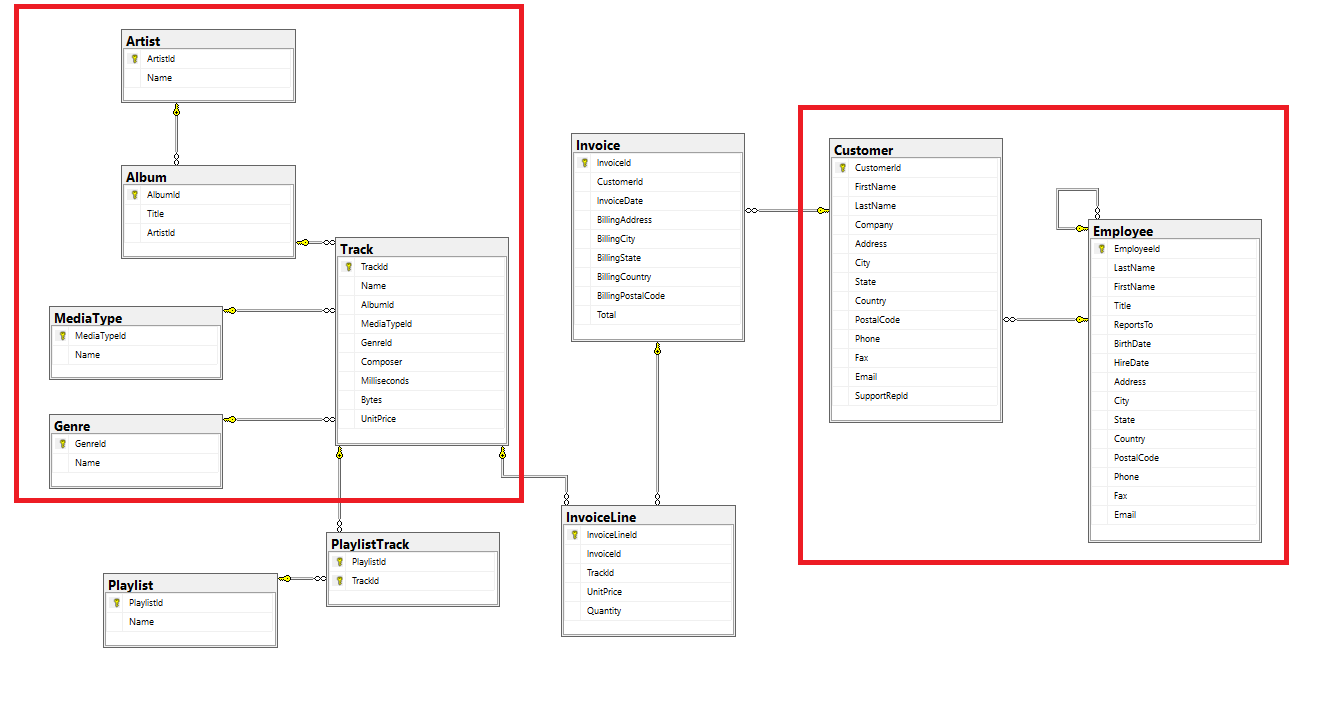 Artist
ArtistId
Name
Album
AlbumId
Title
ArtistId
Track
TrackId
Name
AlbumId
MediaTypeId
GenreId
Composer
Milliseconds
Bytes
UnitPrice
MediaType
MediaTypeId
Name
Genre
GenreId
Name
PlaylistTrack
PlaylistId
TrackId
Playlist
PlaylistId
Name
Invoice
InvoiceId
CustomerId
InvoiceDate
BillingAddress
BillingCity
BillingState
BillingCountry
BillingPostalCode
Total
InvoiceLine
InvoiceLineId
InvoiceId
TrackId
UnitPrice
Quantity
Customer
CustomerId
FirstName
LastName
Company
Address
City
State
Country
PostalCode
Phone
Fax
Email
SupportRepId
Employee
EmployeeId
LastName
FirstName
Title
ReportsTo
BirthDate
HireDate
Address
City
State
Country
PostalCode
Phone
Fax
Email